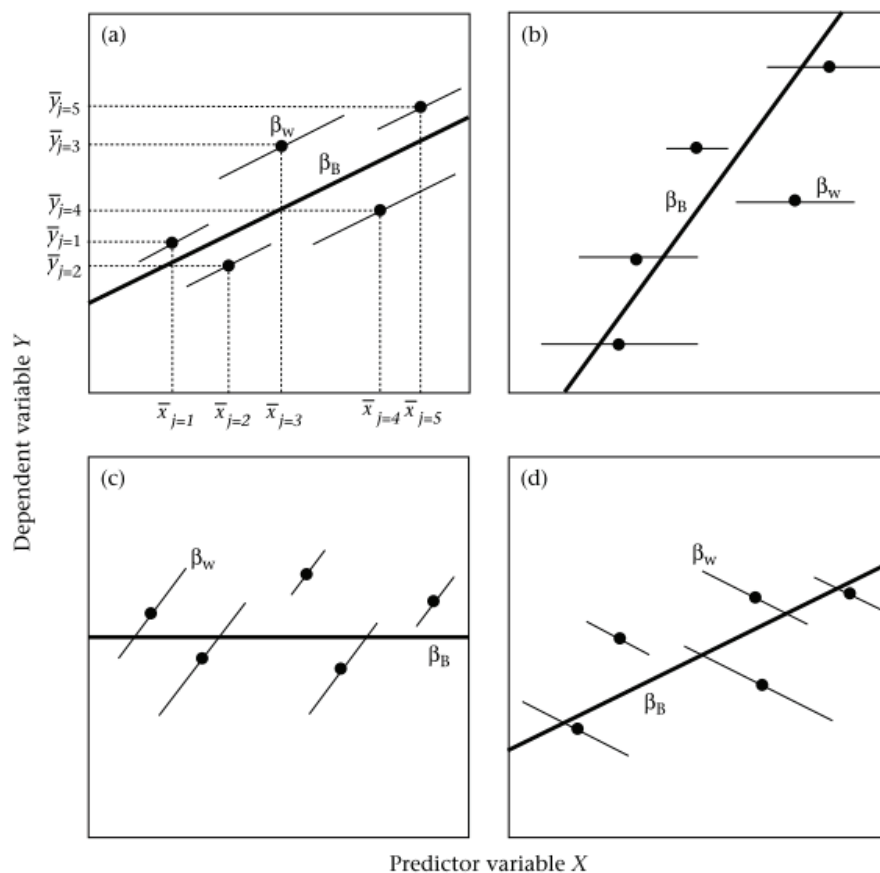 (a)
ȳj=5
ȳj=3
ȳj=4
ȳj=1
ȳj=2
βw
βB
x̄ j=1
x̄ j=2
x̄ j=3
x̄ j=4
x̄ j=5
(b)
βB
βw
Dependent variable Y
(c)
βw
βB
(d)
βw
βB
Predictor variable X